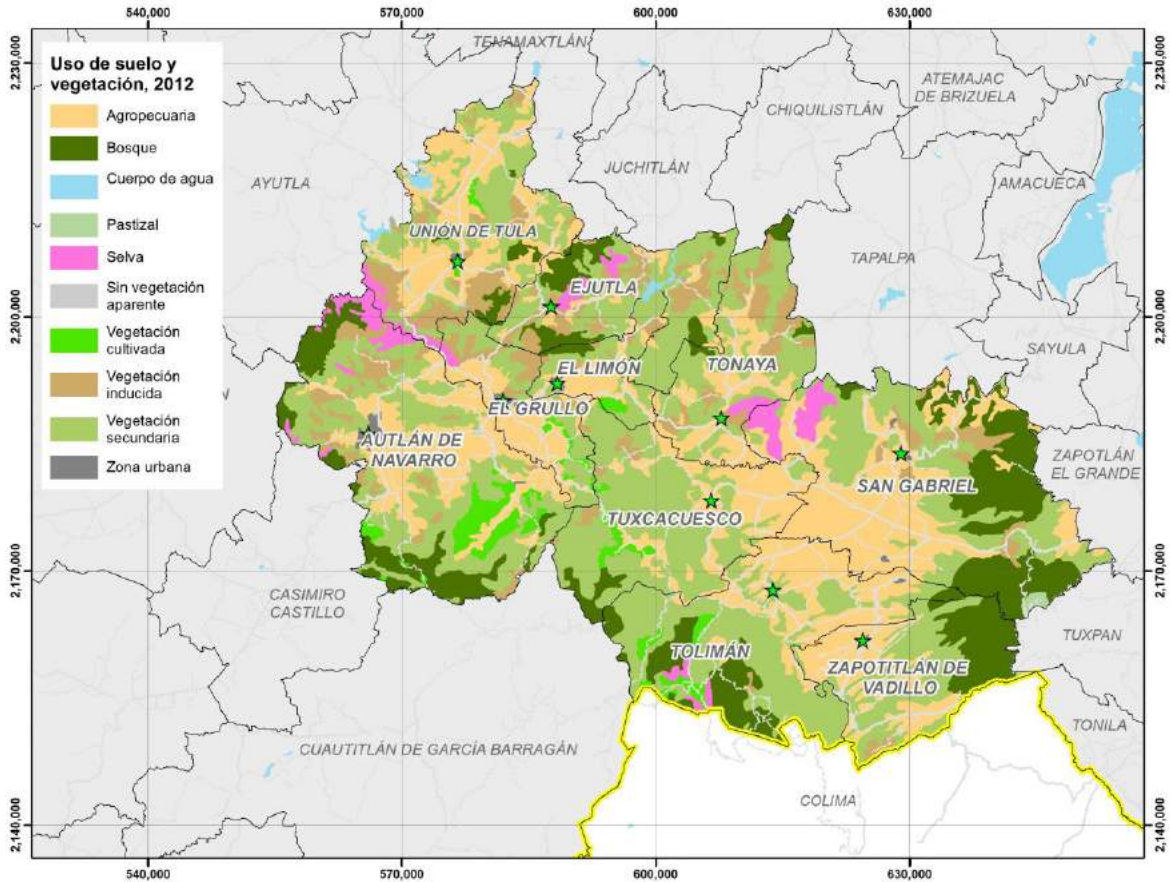 540,000 570,000 600,000 630,000
2,230,000
2,200,000
2,170,000
2,140,000
Uso de suelo y
vegetación, 2012
Agropecuaria
Bosque
Cuerpo de agua
Pastizal
Selva
Sin vegetación
aparente
Vegetación
cultivada
Vegetación
inducida
Vegetación
secundaria
Zona urbana
TENAMAXTLÁN
ATEMAJAC
DE BRIZUELA
CHIQUILISTLÁN
JUCHITLÁN
AYUTLA
AMACUECA
UNIÓN DE TULA
TAPALPA
EJUTLA
SAYULA
EL LIMÓN
TONAYA
EL GRULLO
AUTLÁN DE
NAVARRO
ZAPOTLÁN
EL GRANDE
SAN GABRIEL
TUXCACUESCO
CASIMIRO
CASTILLO
TUXPAN
TOLIMÁN
ZAPOTITLÁN DE
VADILLO
TONILA
CUAUTITLÁN DE GARCÍA BARRAGÁN
COLIMA
2,230,000
2,200,000
2,170,000
2,140,000
540,000 570,000 600,000 630,000